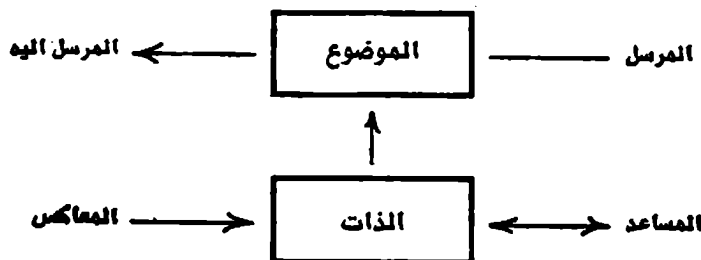 المرسل الموضوع المرسل اليه
المساعد الذات المعاكس